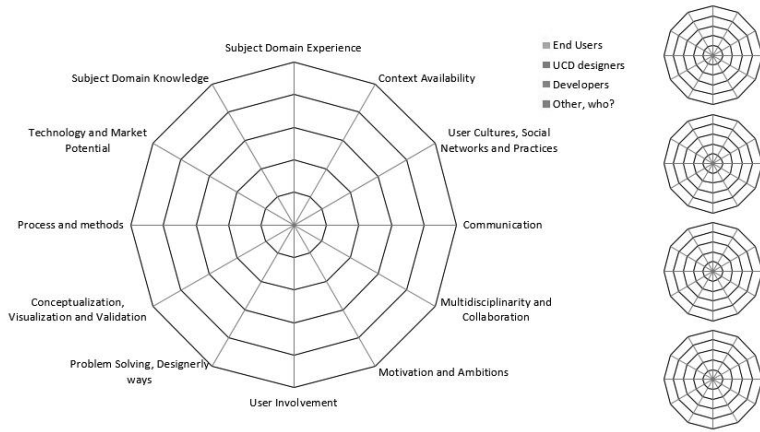 Subject Domain Experience
Context Availability
User Cultures, Social
Networks and Practices
Communication
Multidisciplinarity and
Collaboration
Motivation and Ambitions
User Involvement
Problem Solving, Designerly
ways
Conceptualization,
Visualization and Validation
Process and methods
Technology and Market
Potential
Subject Domain Knowledge
End Users
UCD designers
Developers
Other, who?